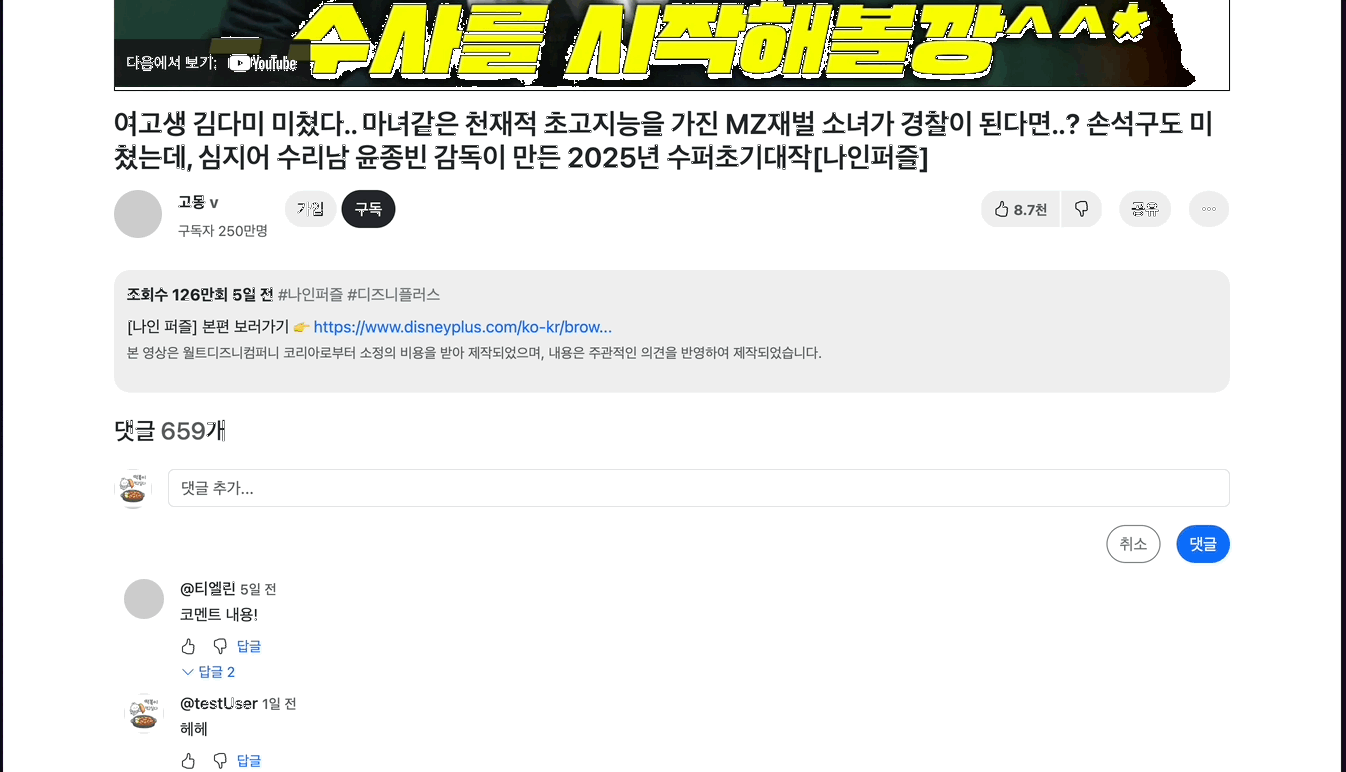 수사를 시작해볼깡^^*
다음에서 보기: YouTube
여고생 김다미 미쳤다.. 마녀같은 천재적 초고지능을 가진 MZ재벌 소녀가 경찰이 된다면..? 손석구도 미
쳤는데, 심지어 수리남 윤종빈 감독이 만든 2025년 수퍼초기대작[나인퍼즐]
고몽 v
구독자 250만명
가입
구독
8.7천
공유
조회수 126만회 5일 전 #나인퍼즐 #디즈니플러스
[나인 퍼즐] 본편 보러가기 👉 https://www.disneyplus.com/ko-kr/brow...
본 영상은 월트디즈니컴퍼니 코리아로부터 소정의 비용을 받아 제작되었으며, 내용은 주관적인 의견을 반영하여 제작되었습니다.
댓글 659개
댓글 추가...
취소
댓글
@티엘린 5일 전
코멘트 내용!
답글
답글 2
@testUser 1일 전
헤헤
답글